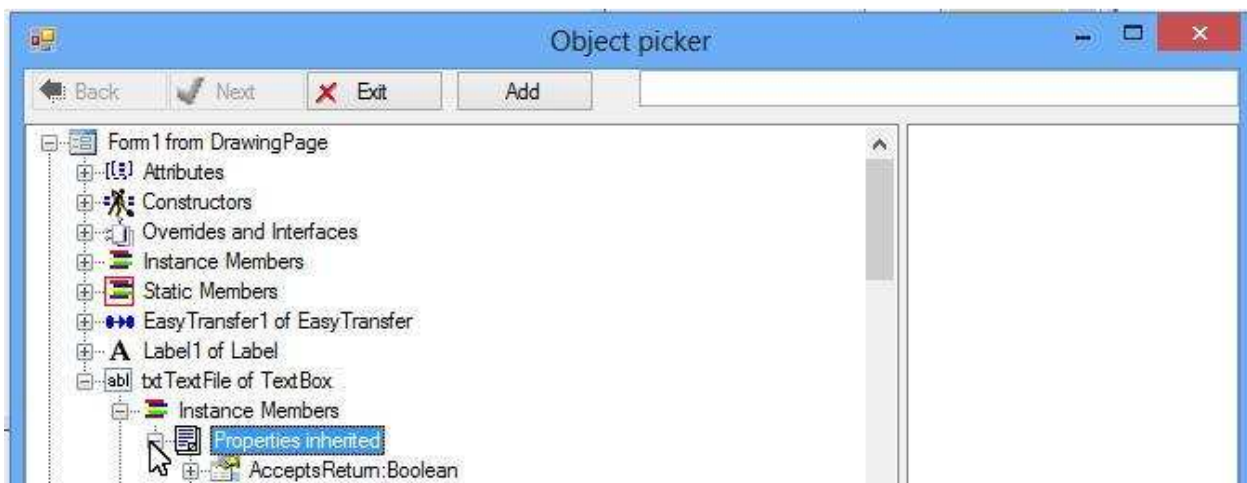 Object picker
Back Next Exit Add
Form1 from DrawingPage
Attributes
Constructors
Overrides and Interfaces
Instance Members
Static Members
EasyTransfer1 of EasyTransfer
A Label1 of Label
abl txtTextFile of TextBox
Instance Members
Properties inherited
AcceptsReturn:Boolean